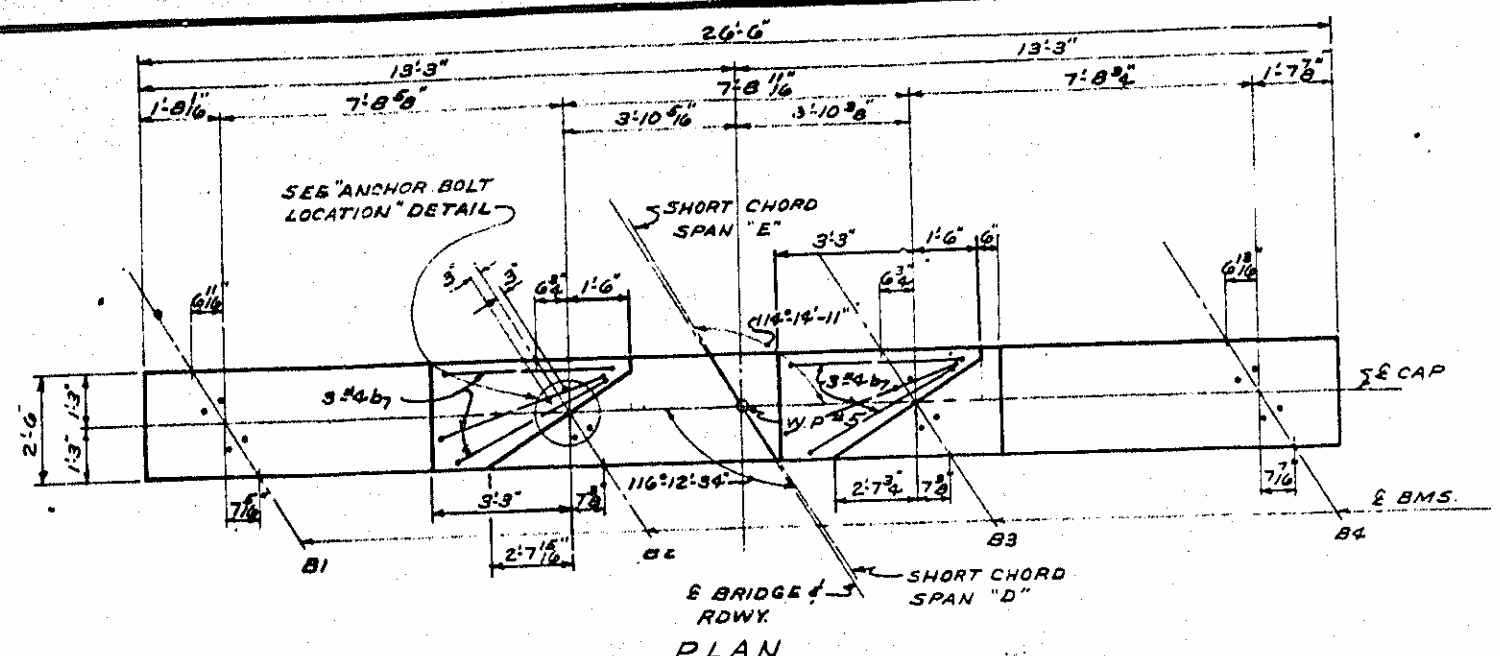 26'-6"
13'-3"
13'-3"
1'-8 1/16"
7'-8 5/8"
7'-8 11/16"
7'-8 3/4"
1'-7 7/8"
3'-10 5/16"
3'-10 3/8"
SEE "ANCHOR BOLT
LOCATION" DETAIL
SHORT CHORD
SPAN "E"
3'-3"
1'-6"
6"
3"
3"
6 3/4"
1'-6"
6 3/4"
6 11/16"
6 13/16"
114°-14'-11"
2'-6"
1'-3"
1'-3"
3-#4 b7
3-#4 b7
W.P. #5
℄ CAP
116°-12'-34"
7 5/16"
3'-3"
7 3/8"
2'-7 3/4"
7 3/8"
7 7/16"
2'-7 15/16"
℄ BMS.
B1
B2
B3
B4
℄ BRIDGE &
RDWY.
SHORT CHORD
SPAN "D"
PLAN